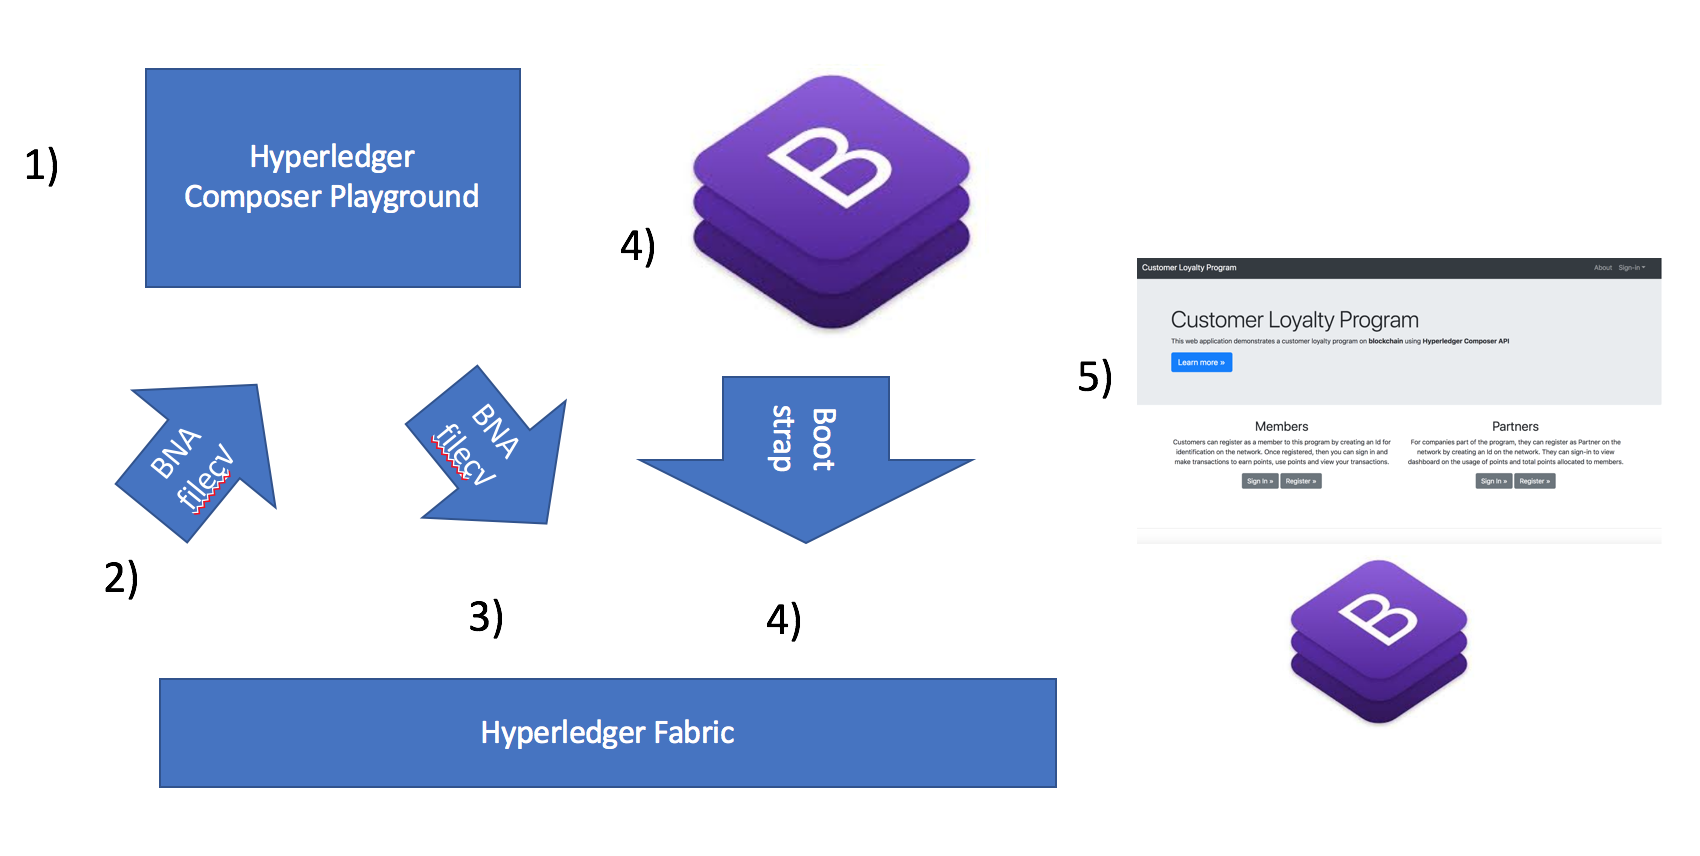 1)
Hyperledger
Composer Playground
4)
B
BNA
filecv
2)
BNA
filecv
3)
Boot
strap
4)
Hyperledger Fabric
5)
Customer Loyalty Program
About Sign-in
Customer Loyalty Program
This web application demonstrates a customer loyalty program on blockchain using Hyperledger Composer API
Learn more »
Members
Customers can register as a member to this program by creating an Id for
identification on the network. Once registered, then you can sign in and
make transactions to earn points, use points and view your transactions.
Sign In » Register »
Partners
For companies part of the program, they can register as Partner on the
network by creating an Id on the network. They can sign-in to view
dashboard on the usage of points and total points allocated to members.
Sign In » Register »
B